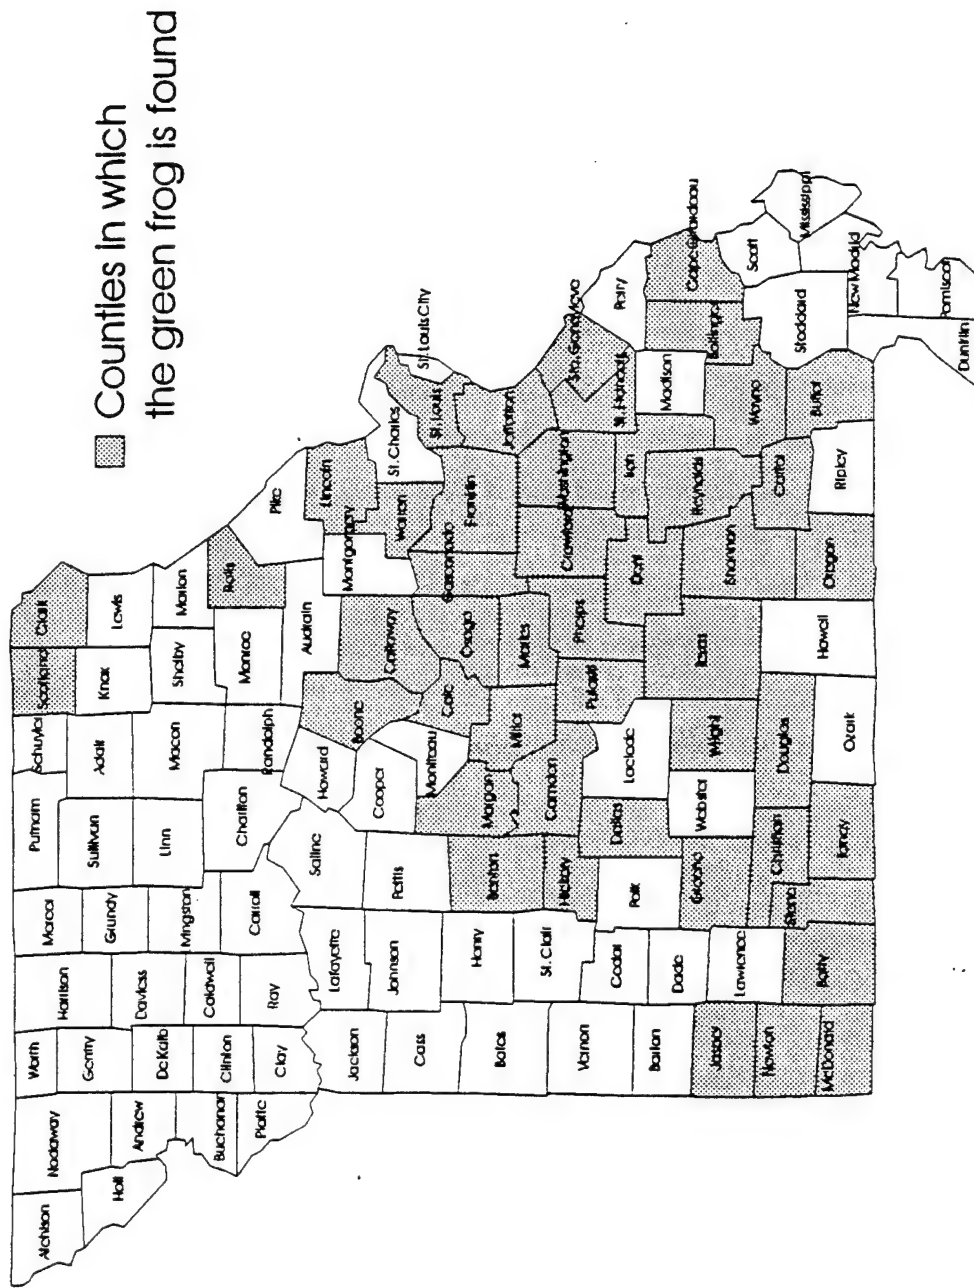 Counties in which
the green frog is found
Atchison
Nodaway
Worth
Harrison
Mercer
Putnam
Schuyler
Scotland
Clark
Holt
Andrew
Gentry
DeKalb
Daviess
Grundy
Sullivan
Adair
Knox
Lewis
Buchanan
Clinton
Caldwell
Livingston
Linn
Macon
Shelby
Marion
Platte
Clay
Ray
Carroll
Chariton
Randolph
Monroe
Ralls
Pike
Jackson
Lafayette
Saline
Howard
Boone
Audrain
Callaway
Montgomery
Lincoln
Warren
St. Charles
St. Louis
St. Louis City
Cass
Johnson
Pettis
Cooper
Moniteau
Cole
Osage
Gasconade
Franklin
Jefferson
Bates
Henry
Benton
Morgan
Miller
Maries
Camden
St. Clair
Hickory
Vernon
Cedar
Polk
Dallas
Laclede
Pulaski
Phelps
Crawford
Washington
Ste. Genevieve
St. Francois
Perry
Barton
Dade
Dent
Iron
Madison
Texas
Reynolds
Bollinger
Cape Girardeau
Jasper
Lawrence
Greene
Webster
Wright
Shannon
Wayne
Carter
Butler
Stoddard
Scott
Mississippi
Newton
Christian
Douglas
Howell
Oregon
Ripley
McDonald
Barry
Stone
Taney
Ozark
New Madrid
Pemiscot
Dunklin